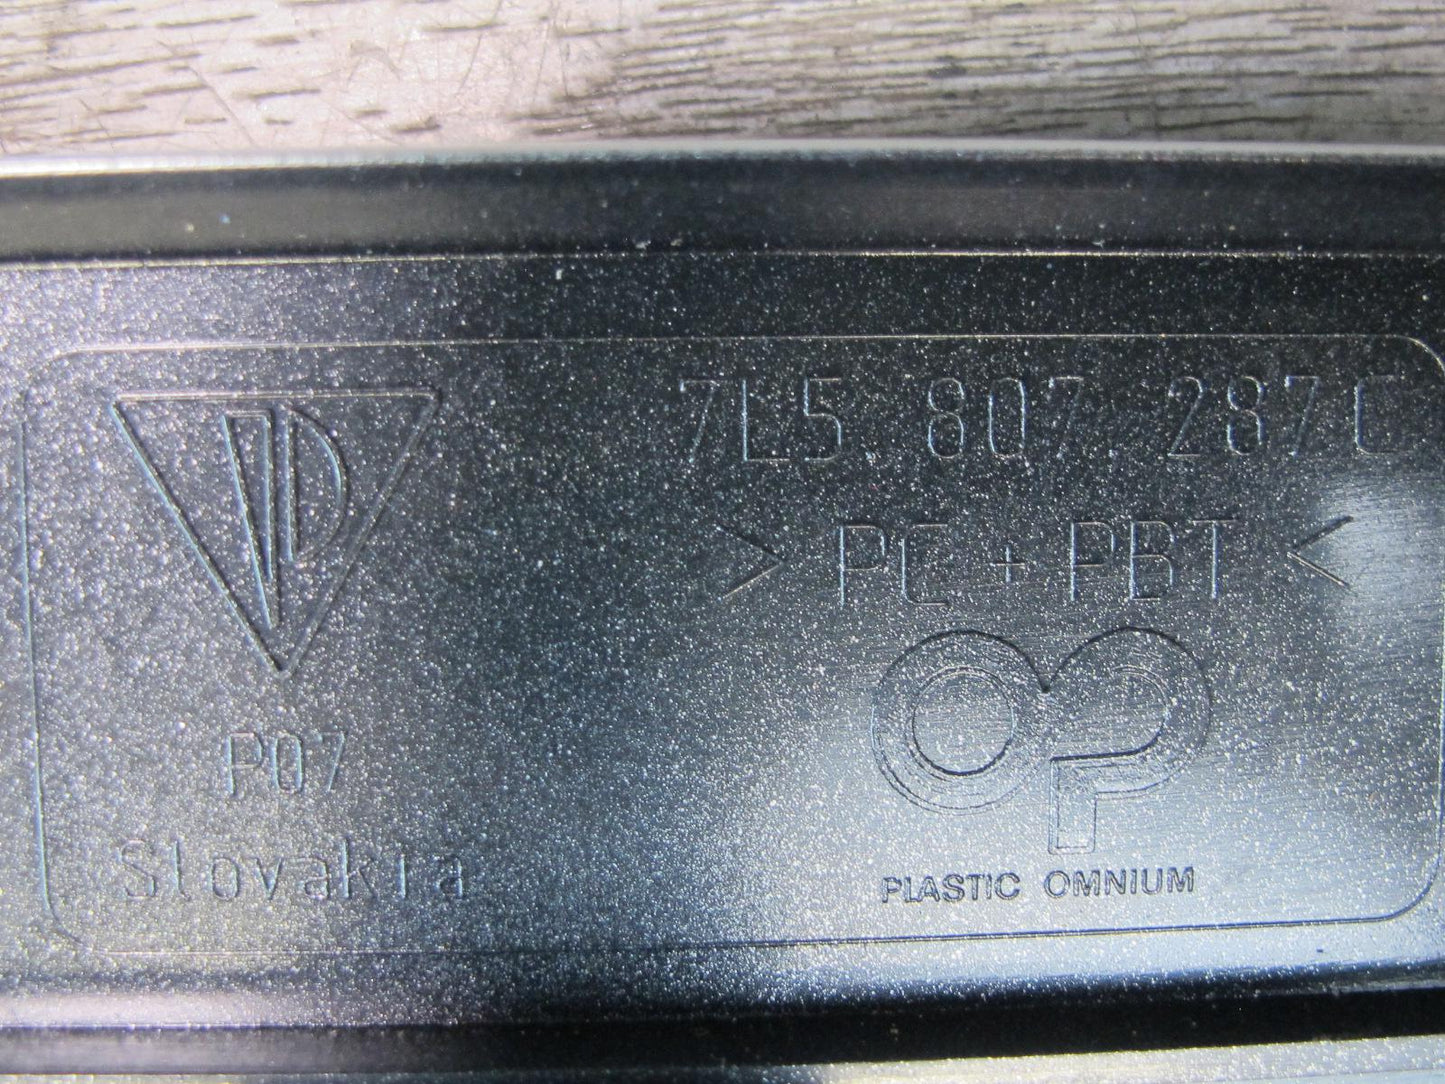 7L5. 807. 287 C
> PC + PBT <
P07
Slovakia
PLASTIC OMNIUM